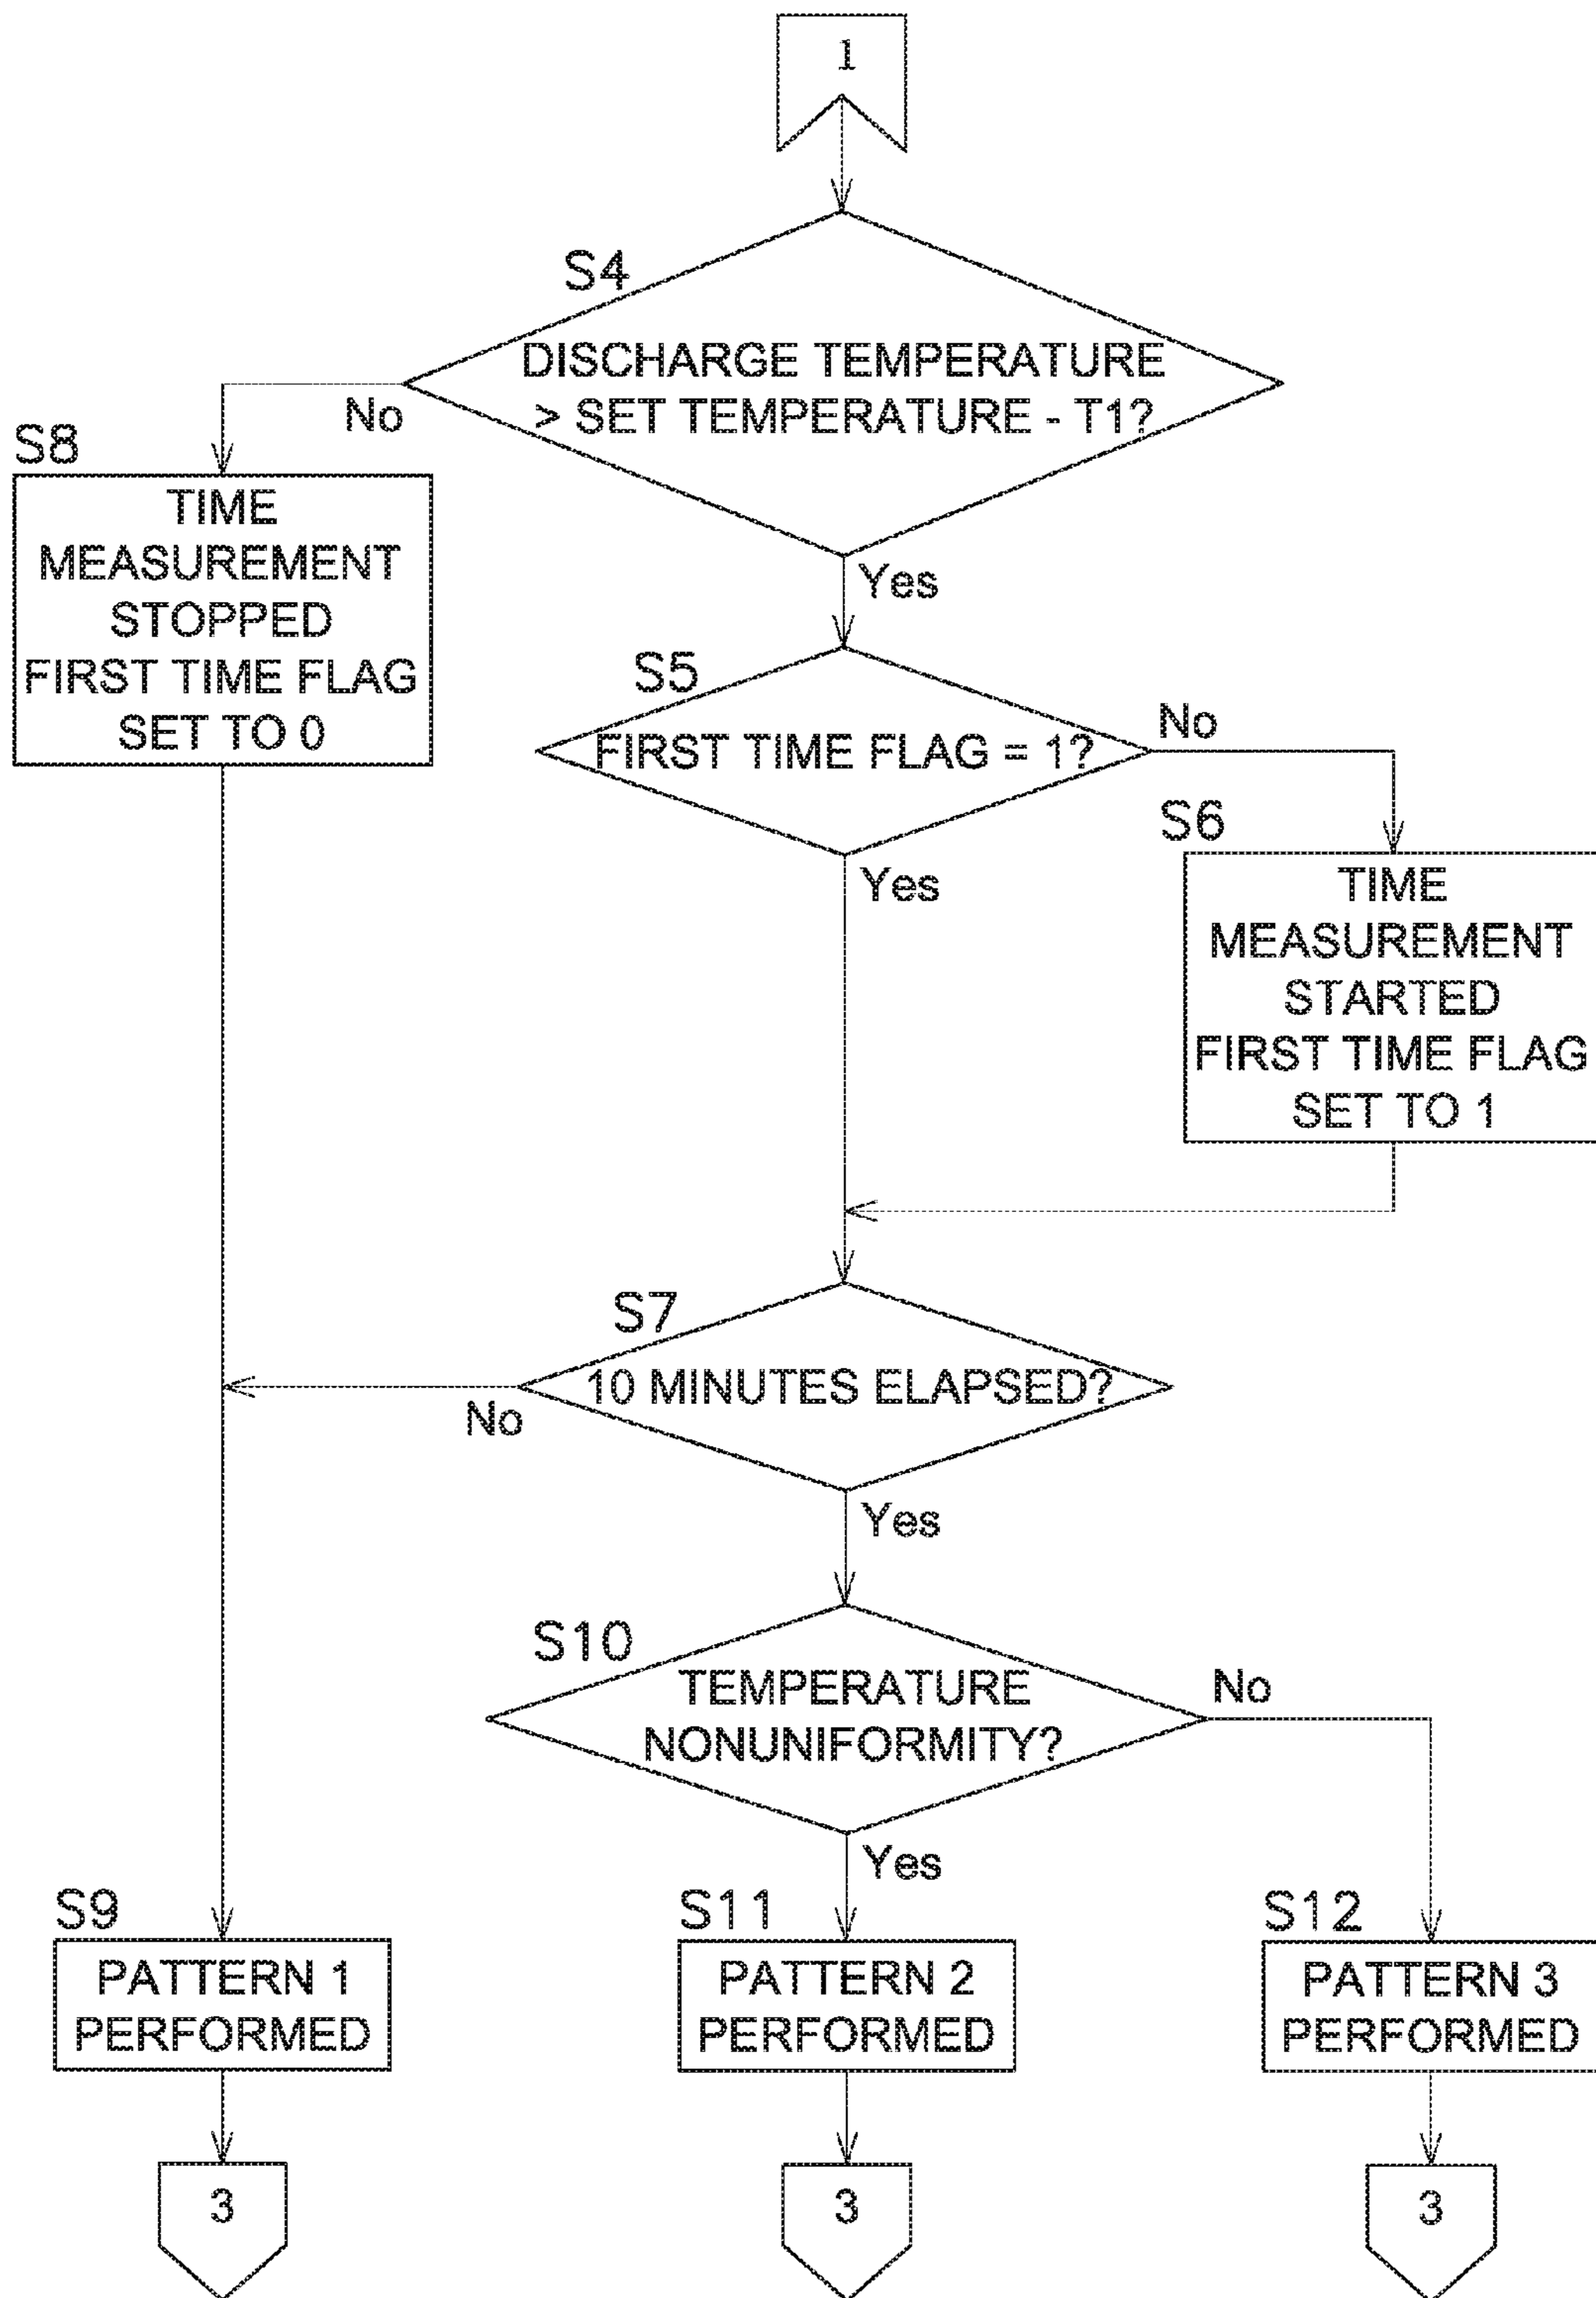 1
S4
DISCHARGE TEMPERATURE
> SET TEMPERATURE - T1?
No
Yes
S8
TIME
MEASUREMENT
STOPPED
FIRST TIME FLAG
SET TO 0
S5
FIRST TIME FLAG = 1?
No
Yes
S6
TIME
MEASUREMENT
STARTED
FIRST TIME FLAG
SET TO 1
S7
10 MINUTES ELAPSED?
No
Yes
S10
TEMPERATURE
NONUNIFORMITY?
No
Yes
S9
PATTERN 1
PERFORMED
S11
PATTERN 2
PERFORMED
S12
PATTERN 3
PERFORMED
3
3
3